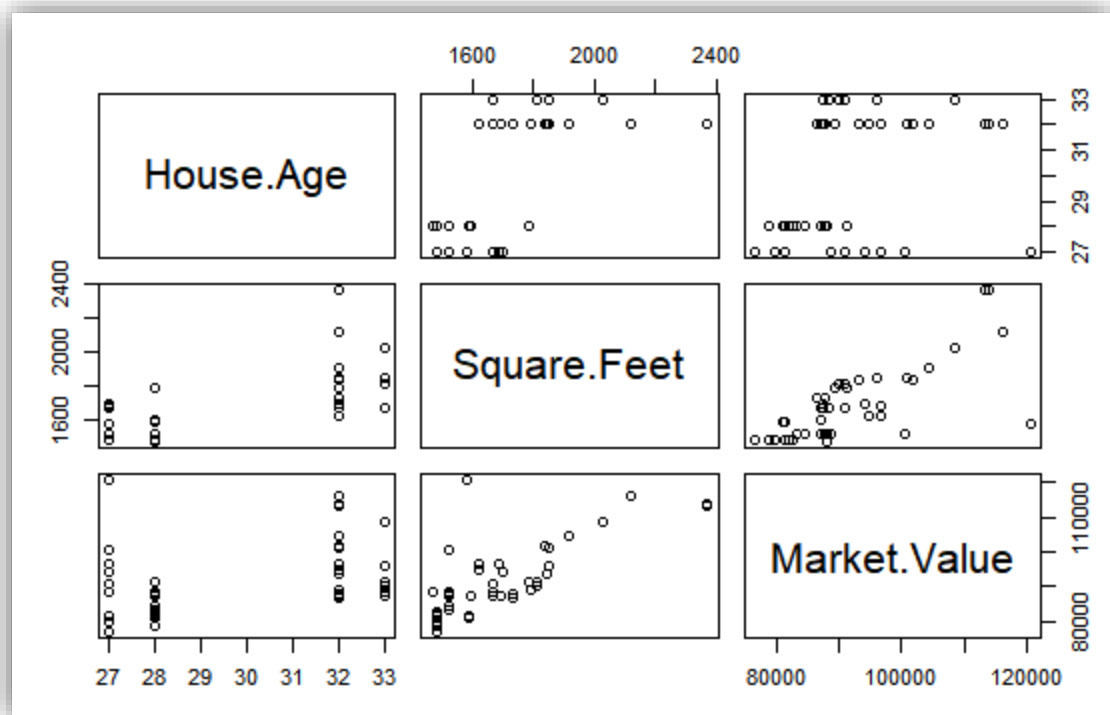 1600 2000 2400
House.Age
27 29 31 33
1600 2000 2400
Square.Feet
Market.Value
80000 110000
27 28 29 30 31 32 33
80000 100000 120000